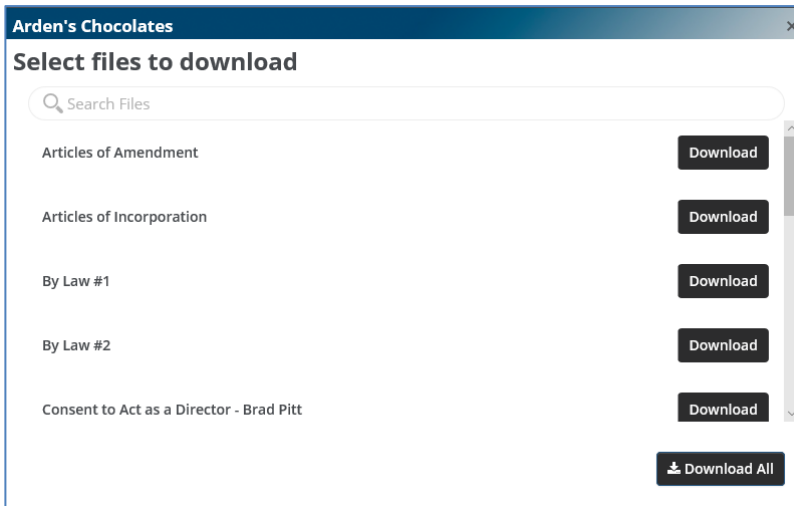 Arden's Chocolates
Select files to download
Search Files
Articles of Amendment Download
Articles of Incorporation Download
By Law #1 Download
By Law #2 Download
Consent to Act as a Director - Brad Pitt Download
Download All